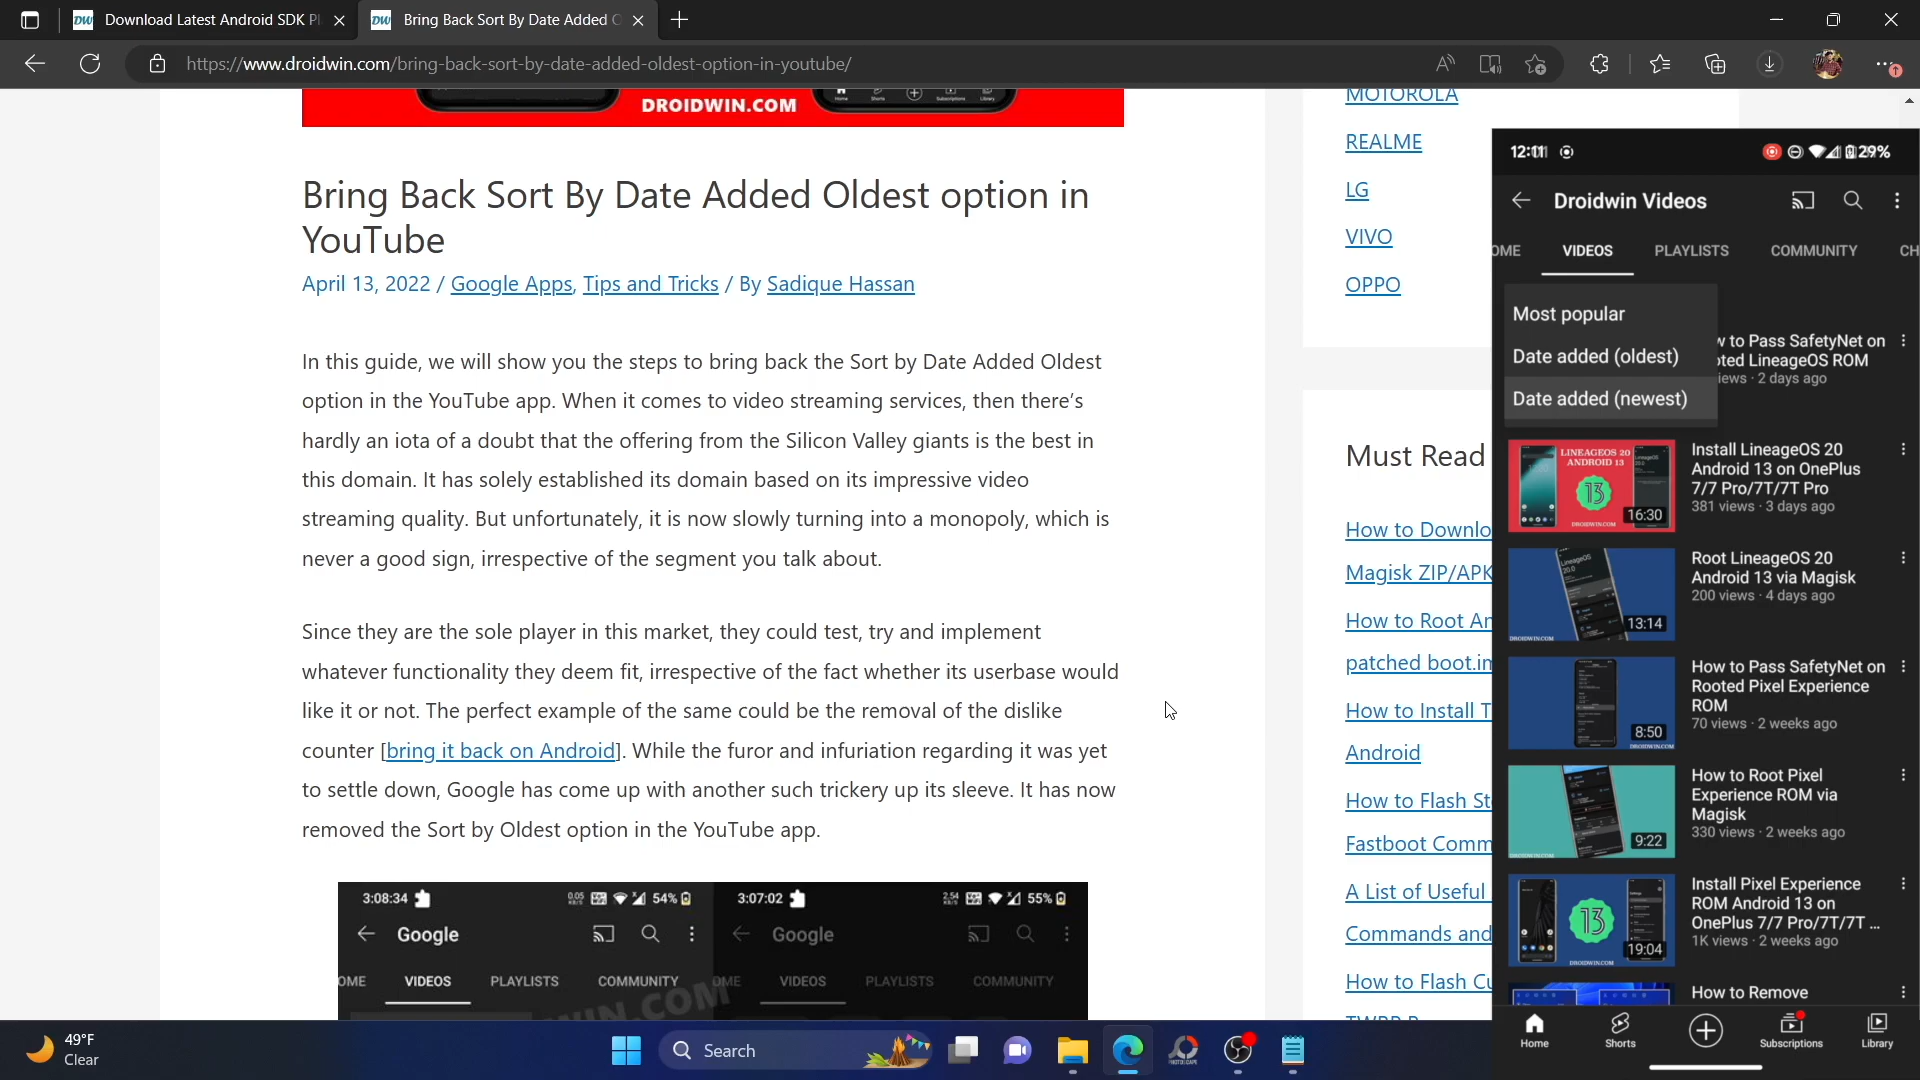 Download Latest Android SDK Pl
Bring Back Sort By Date Added O
https://www.droidwin.com/bring-back-sort-by-date-added-oldest-option-in-youtube/
DROIDWIN.COM
Bring Back Sort By Date Added Oldest option in
YouTube
April 13, 2022 / Google Apps, Tips and Tricks / By Sadique Hassan
In this guide, we will show you the steps to bring back the Sort by Date Added Oldest
option in the YouTube app. When it comes to video streaming services, then there's
hardly an iota of a doubt that the offering from the Silicon Valley giants is the best in
this domain. It has solely established its domain based on its impressive video
streaming quality. But unfortunately, it is now slowly turning into a monopoly, which is
never a good sign, irrespective of the segment you talk about.
Since they are the sole player in this market, they could test, try and implement
whatever functionality they deem fit, irrespective of the fact whether its userbase would
like it or not. The perfect example of the same could be the removal of the dislike
counter [bring it back on Android]. While the furor and infuriation regarding it was yet
to settle down, Google has come up with another such trickery up its sleeve. It has now
removed the Sort by Oldest option in the YouTube app.
3:08:34 54%
Google
OME VIDEOS PLAYLISTS COMMUNITY
3:07:02 55%
Google
OME VIDEOS PLAYLISTS COMMUNITY
MOTOROLA
REALME
LG
VIVO
OPPO
Must Read
How to Downlo
Magisk ZIP/APK
How to Root An
patched boot.im
How to Install T
Android
How to Flash St
Fastboot Comm
A List of Useful
Commands and
How to Flash Cu
12:01 29%
Droidwin Videos
OME VIDEOS PLAYLISTS COMMUNITY CH
Most popular
Date added (oldest)
Date added (newest)
w to Pass SafetyNet on
oted LineageOS ROM
iews · 2 days ago
LINEAGEOS 20
ANDROID 13
13
16:30
Install LineageOS 20
Android 13 on OnePlus
7/7 Pro/7T/7T Pro
381 views · 3 days ago
13:14
Root LineageOS 20
Android 13 via Magisk
200 views · 4 days ago
8:50
How to Pass SafetyNet on
Rooted Pixel Experience
ROM
70 views · 2 weeks ago
9:22
How to Root Pixel
Experience ROM via
Magisk
330 views · 2 weeks ago
13
19:04
Install Pixel Experience
ROM Android 13 on
OnePlus 7/7 Pro/7T/7T ...
1K views · 2 weeks ago
How to Remove
Home Shorts Subscriptions Library
49°F
Clear
Search